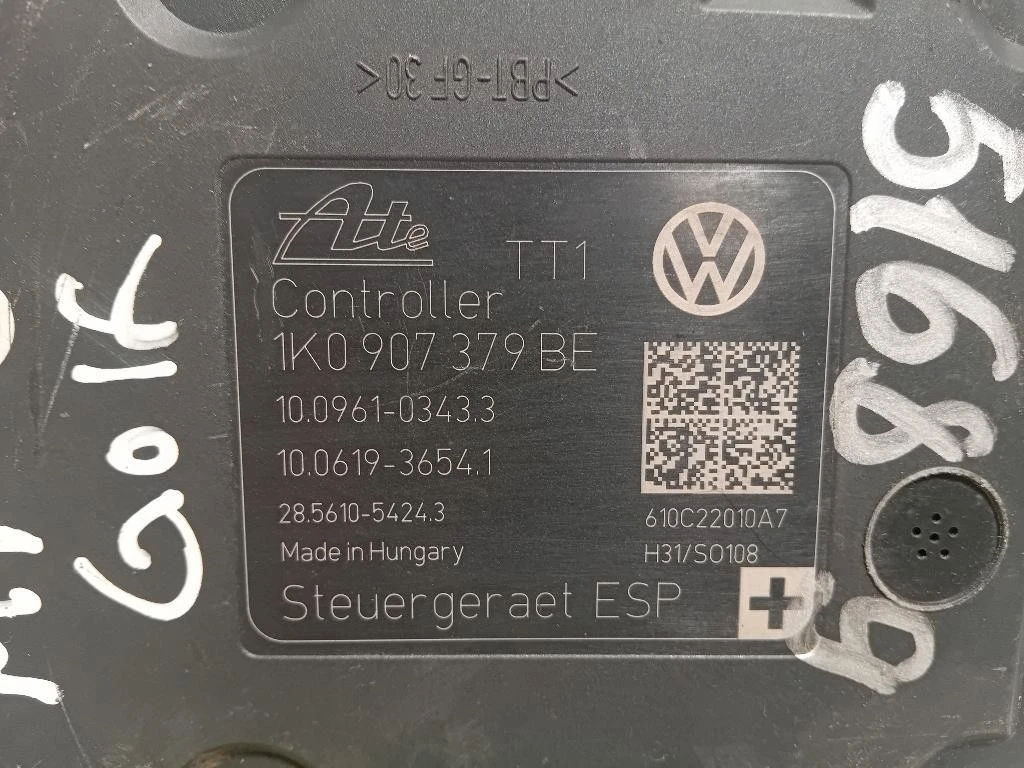 >PBT-GF 30<
Ate
TT1
Controller
1K0 907 379 BE
10.0961-0343.3
10.0619-3654.1
28.5610-5424.3
610C22010A7
Made in Hungary
H31/SO108
Steuergeraet ESP
Golf